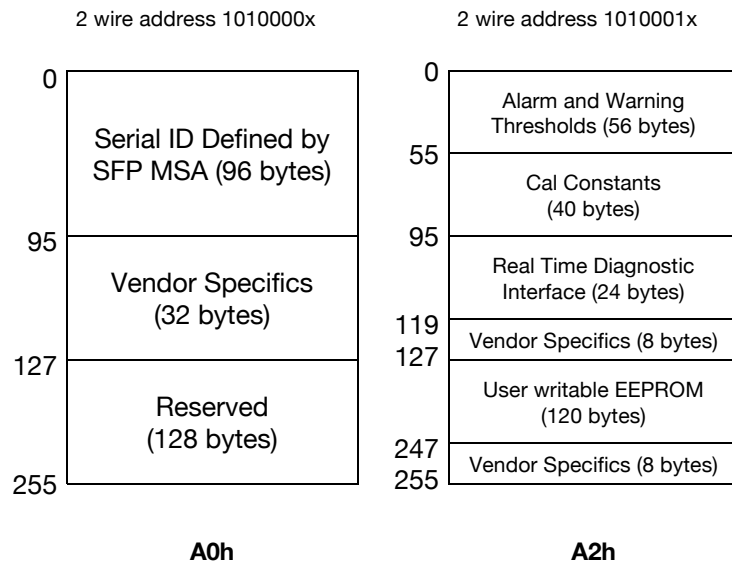 2 wire address 1010000x
0
Serial ID Defined by
SFP MSA (96 bytes)
95
Vendor Specifics
(32 bytes)
127
Reserved
(128 bytes)
255
A0h
2 wire address 1010001x
0
Alarm and Warning
Thresholds (56 bytes)
55
Cal Constants
(40 bytes)
95
Real Time Diagnostic
Interface (24 bytes)
119
Vendor Specifics (8 bytes)
127
User writable EEPROM
(120 bytes)
247
Vendor Specifics (8 bytes)
255
A2h